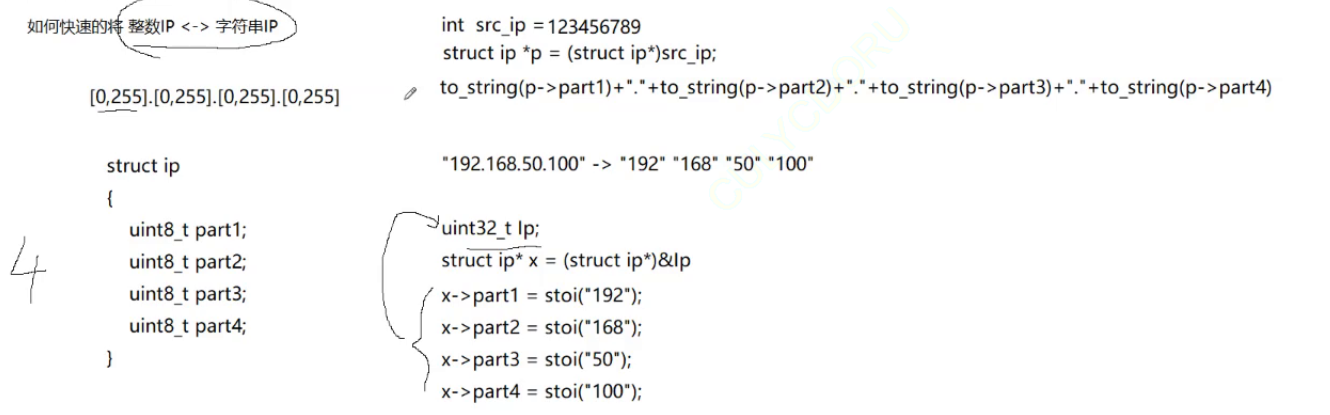 如何快速的将 整数IP <-> 字符串IP
[0,255].[0,255].[0,255].[0,255]
struct ip
{
uint8_t part1;
uint8_t part2;
uint8_t part3;
uint8_t part4;
}
4
int src_ip =123456789
struct ip *p = (struct ip*)src_ip;
to_string(p->part1)+"."+to_string(p->part2)+"."+to_string(p->part3)+"."+to_string(p->part4)
"192.168.50.100" -> "192" "168" "50" "100"
uint32_t Ip;
struct ip* x = (struct ip*)&Ip
x->part1 = stoi("192");
x->part2 = stoi("168");
x->part3 = stoi("50");
x->part4 = stoi("100");